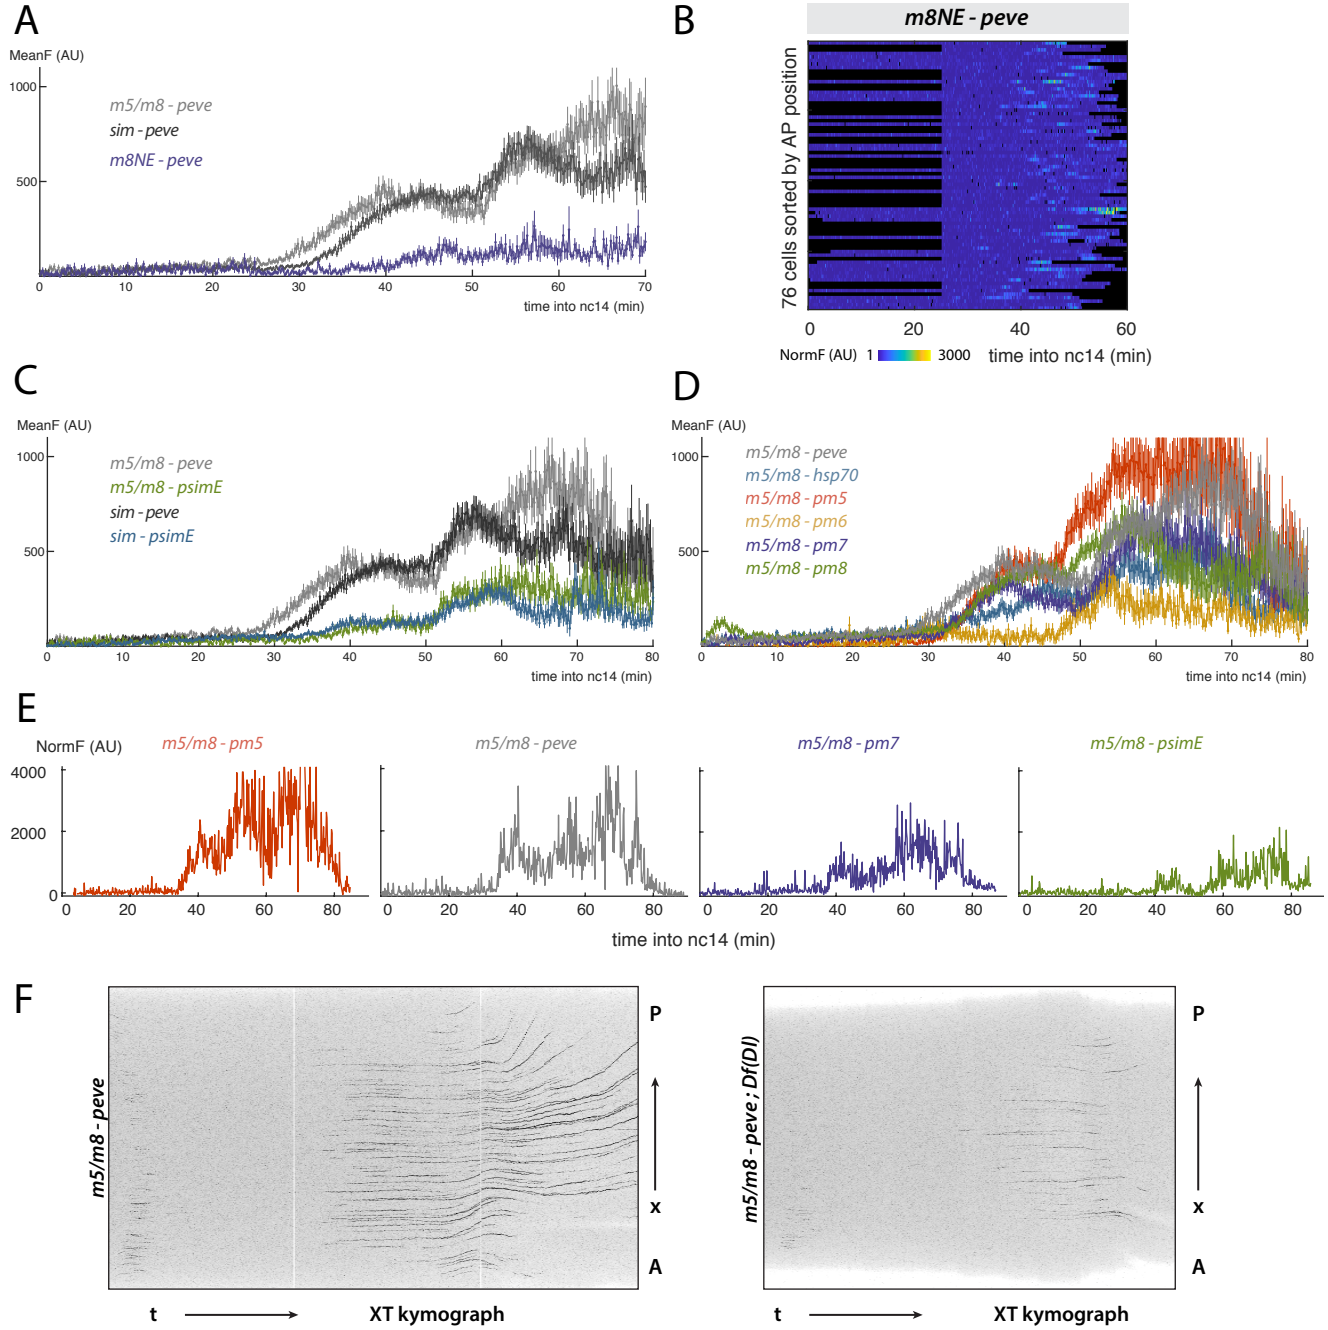 A
MeanF (AU)
1000
500
m5/m8 - peve
sim - peve
m8NE - peve
0 10 20 30 40 50 60 70
time into nc14 (min)
B
m8NE - peve
76 cells sorted by AP position
0 20 40 60
NormF (AU) 1 3000 time into nc14 (min)
C
MeanF (AU)
1000
500
m5/m8 - peve
m5/m8 - psimE
sim - peve
sim - psimE
0 10 20 30 40 50 60 70 80
time into nc14 (min)
D
MeanF (AU)
1000
500
m5/m8 - peve
m5/m8 - hsp70
m5/m8 - pm5
m5/m8 - pm6
m5/m8 - pm7
m5/m8 - pm8
0 10 20 30 40 50 60 70 80
time into nc14 (min)
E
NormF (AU)
m5/m8 - pm5
m5/m8 - peve
m5/m8 - pm7
m5/m8 - psimE
4000
2000
0
0 20 40 60 80
0 20 40 60 80
0 20 40 60 80
0 20 40 60 80
time into nc14 (min)
F
m5/m8 - peve
P
x
A
t
XT kymograph
m5/m8 - peve ; Df(Dl)
P
x
A
t
XT kymograph